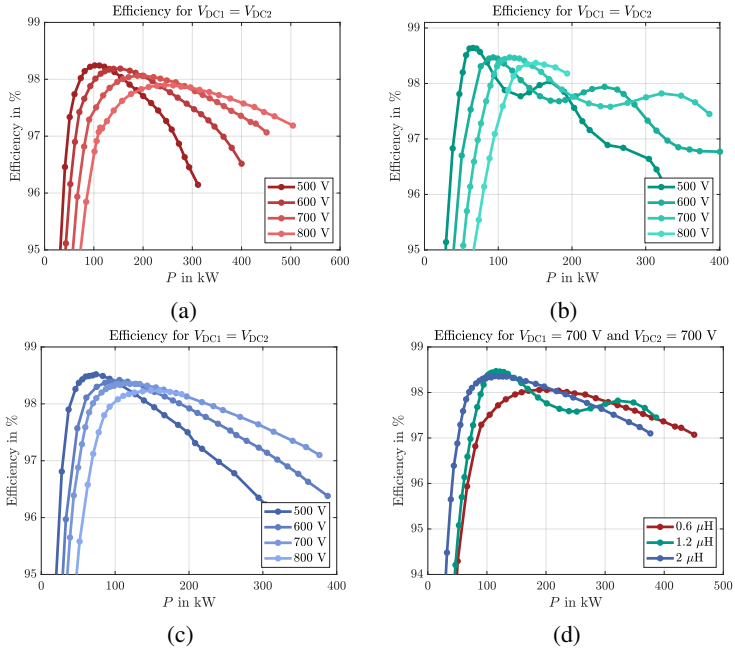 Efficiency for V_DC1 = V_DC2
99
98
97
96
95
Efficiency in %
0 100 200 300 400 500 600
P in kW
500 V
600 V
700 V
800 V
(a)
Efficiency for V_DC1 = V_DC2
99
98
97
96
95
Efficiency in %
0 100 200 300 400
P in kW
500 V
600 V
700 V
800 V
(b)
Efficiency for V_DC1 = V_DC2
99
98
97
96
95
Efficiency in %
0 100 200 300 400
P in kW
500 V
600 V
700 V
800 V
(c)
Efficiency for V_DC1 = 700 V and V_DC2 = 700 V
99
98
97
96
95
94
Efficiency in %
0 100 200 300 400 500
P in kW
0.6 μH
1.2 μH
2 μH
(d)